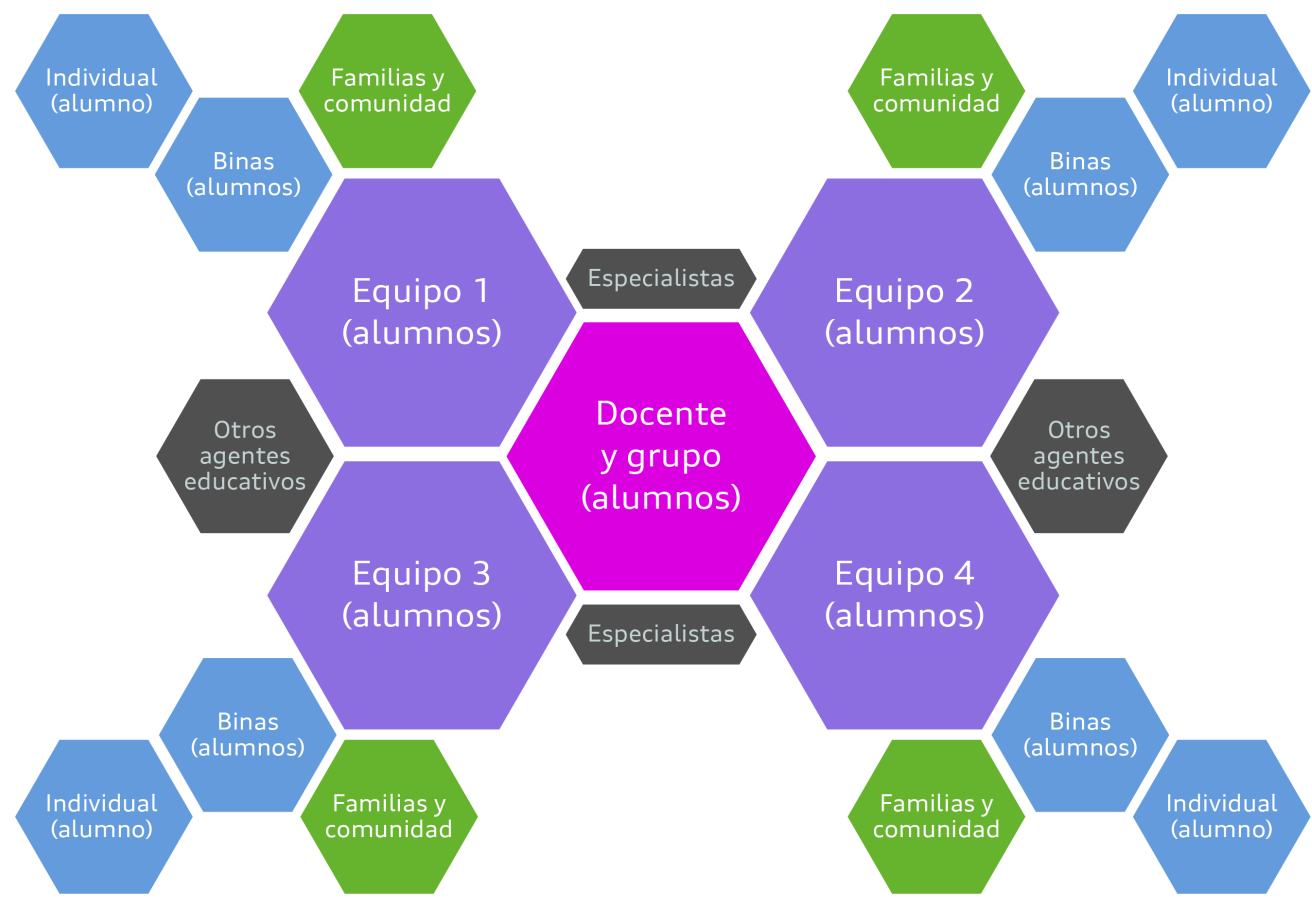 Individual
(alumno)
Familias y
comunidad
Familias y
comunidad
Individual
(alumno)
Binas
(alumnos)
Binas
(alumnos)
Equipo 1
(alumnos)
Especialistas
Equipo 2
(alumnos)
Otros
agentes
educativos
Docente
y grupo
(alumnos)
Otros
agentes
educativos
Equipo 3
(alumnos)
Especialistas
Equipo 4
(alumnos)
Binas
(alumnos)
Binas
(alumnos)
Individual
(alumno)
Familias y
comunidad
Familias y
comunidad
Individual
(alumno)